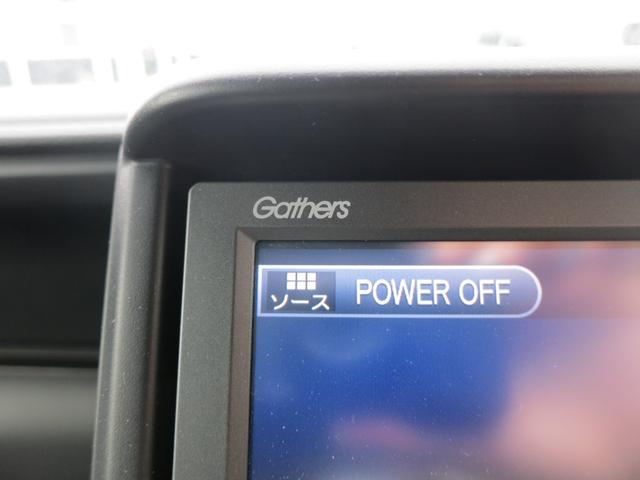 Gathers
ソース POWER OFF